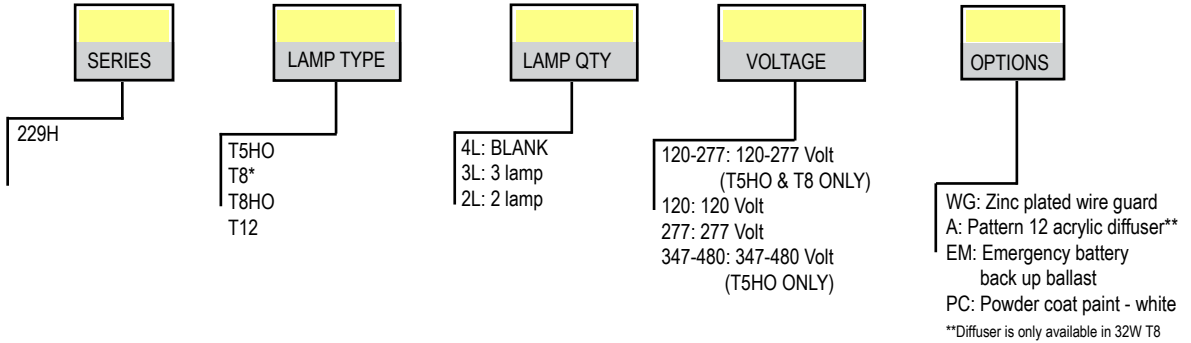 SERIES
LAMP TYPE
LAMP QTY
VOLTAGE
OPTIONS
229H
T5HO
T8*
T8HO
T12
4L: BLANK
3L: 3 lamp
2L: 2 lamp
120-277: 120-277 Volt
(T5HO & T8 ONLY)
120: 120 Volt
277: 277 Volt
347-480: 347-480 Volt
(T5HO ONLY)
WG: Zinc plated wire guard
A: Pattern 12 acrylic diffuser**
EM: Emergency battery
back up ballast
PC: Powder coat paint - white
**Diffuser is only available in 32W T8